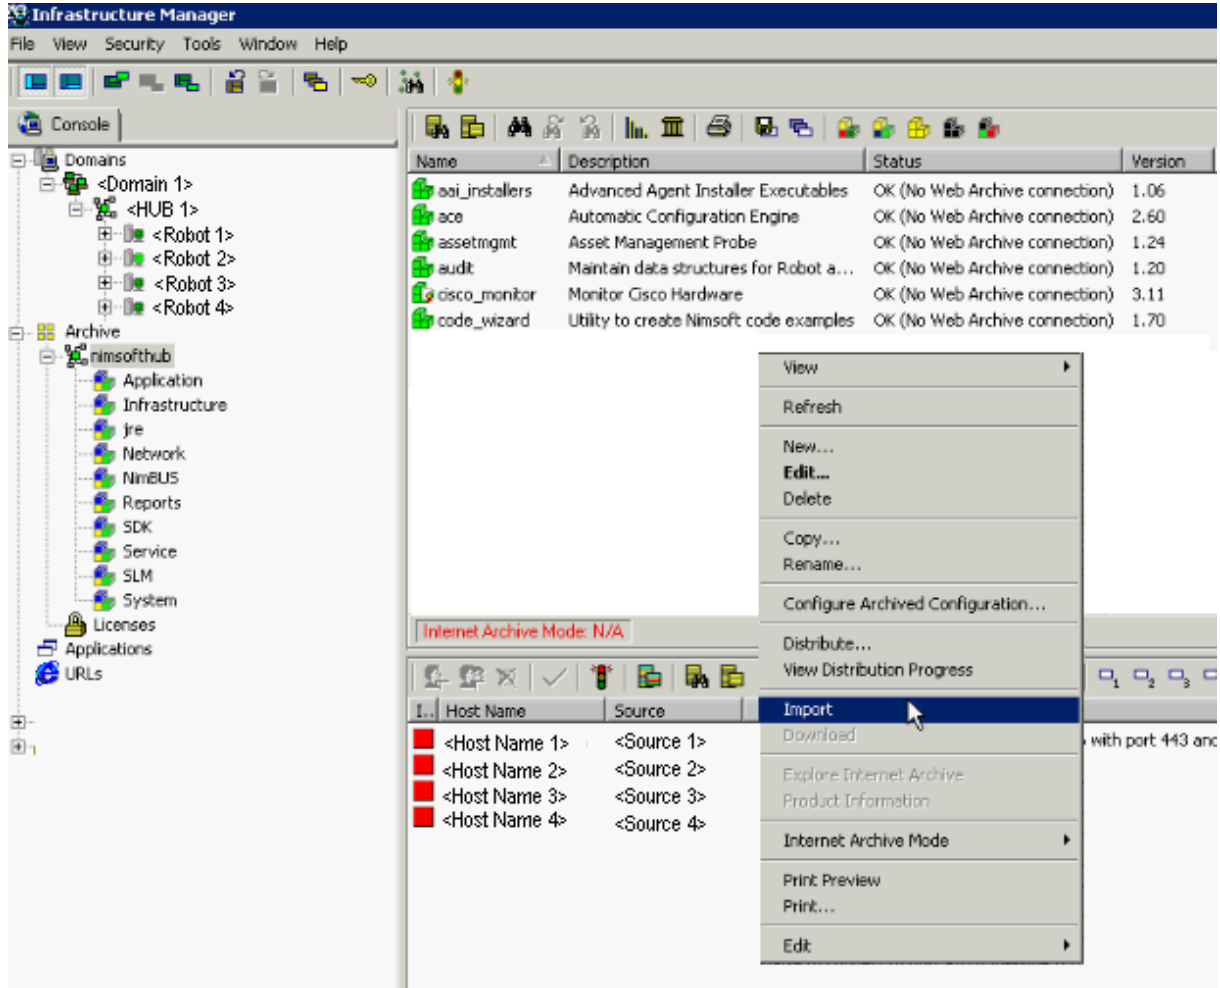 Infrastructure Manager
File View Security Tools Window Help
Console
Domains
<Domain 1>
<HUB 1>
<Robot 1>
<Robot 2>
<Robot 3>
<Robot 4>
Archive
nimsofthub
Application
Infrastructure
jre
Network
NimBUS
Reports
SDK
Service
SLM
System
Licenses
Applications
URLs
Name Description Status Version
aai_installers Advanced Agent Installer Executables OK (No Web Archive connection) 1.06
ace Automatic Configuration Engine OK (No Web Archive connection) 2.60
assetmgmt Asset Management Probe OK (No Web Archive connection) 1.24
audit Maintain data structures for Robot a... OK (No Web Archive connection) 1.20
cisco_monitor Monitor Cisco Hardware OK (No Web Archive connection) 3.11
code_wizard Utility to create Nimsoft code examples OK (No Web Archive connection) 1.70
Internet Archive Mode: N/A
1 2 3
I.. Host Name Source
<Host Name 1> <Source 1>
<Host Name 2> <Source 2>
<Host Name 3> <Source 3>
<Host Name 4> <Source 4>
with port 443 and
View
Refresh
New...
Edit...
Delete
Copy...
Rename...
Configure Archived Configuration...
Distribute...
View Distribution Progress
Import
Download
Explore Internet Archive
Product Information
Internet Archive Mode
Print Preview
Print...
Edit